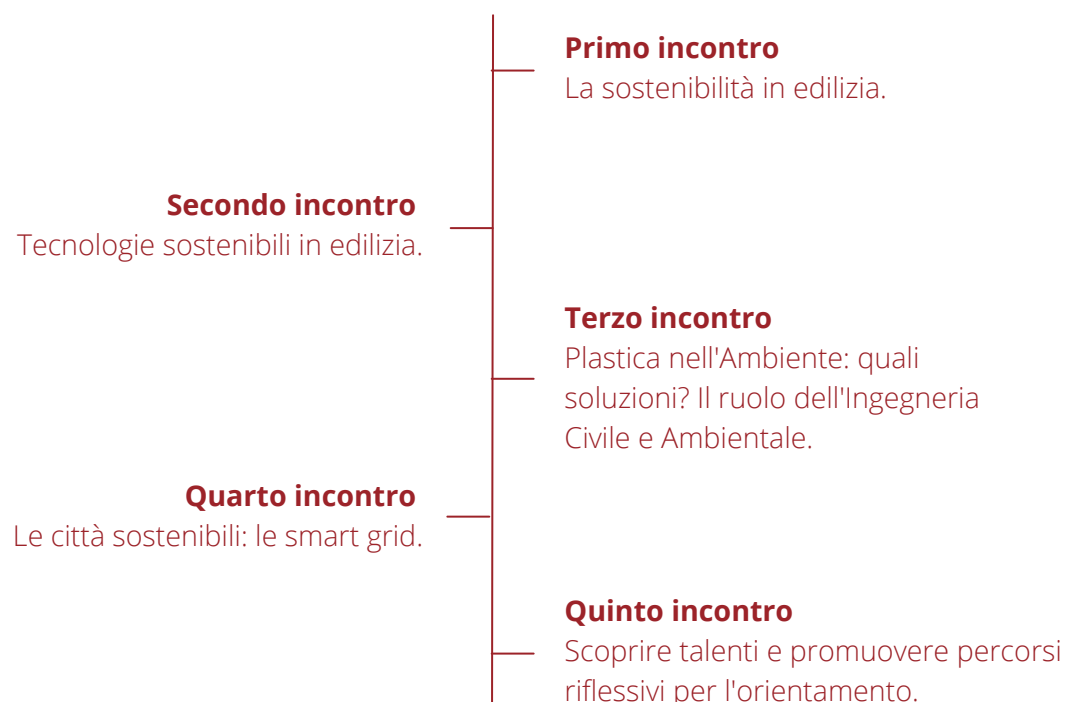 Primo incontro
La sostenibilità in edilizia.
Secondo incontro
Tecnologie sostenibili in edilizia.
Terzo incontro
Plastica nell'Ambiente: quali
soluzioni? Il ruolo dell'Ingegneria
Civile e Ambientale.
Quarto incontro
Le città sostenibili: le smart grid.
Quinto incontro
Scoprire talenti e promuovere percorsi
riflessivi per l'orientamento.